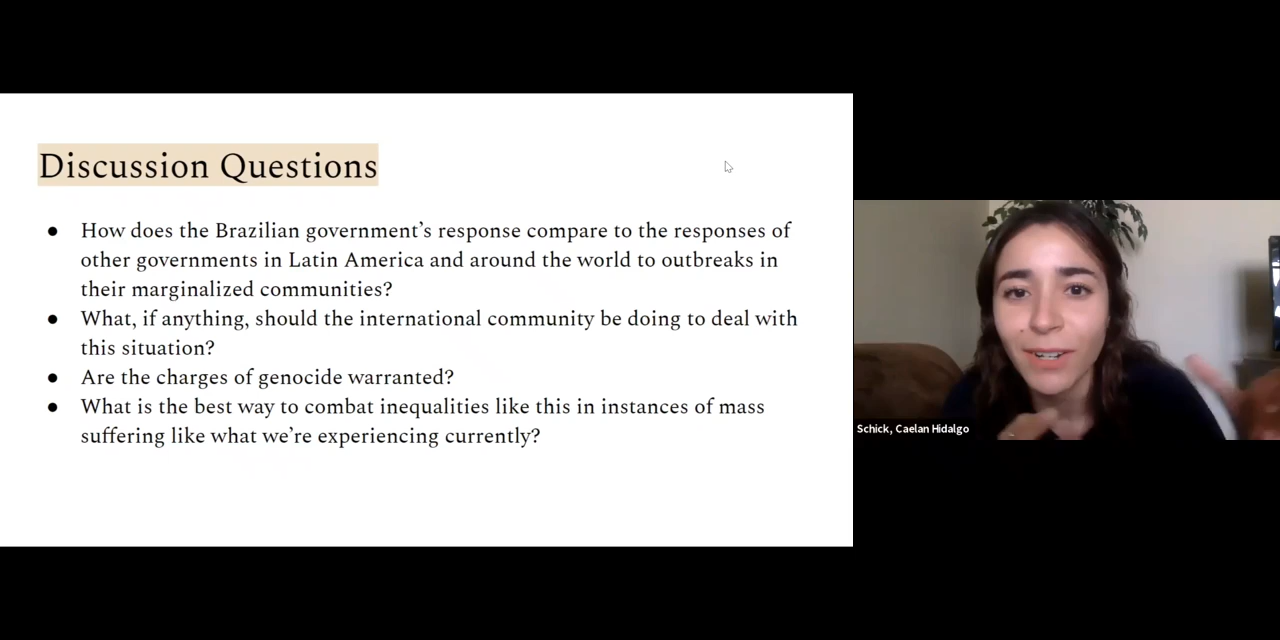 Discussion Questions
● How does the Brazilian government’s response compare to the responses of
other governments in Latin America and around the world to outbreaks in
their marginalized communities?
● What, if anything, should the international community be doing to deal with
this situation?
● Are the charges of genocide warranted?
● What is the best way to combat inequalities like this in instances of mass
suffering like what we’re experiencing currently?
Schick, Caelan Hidalgo